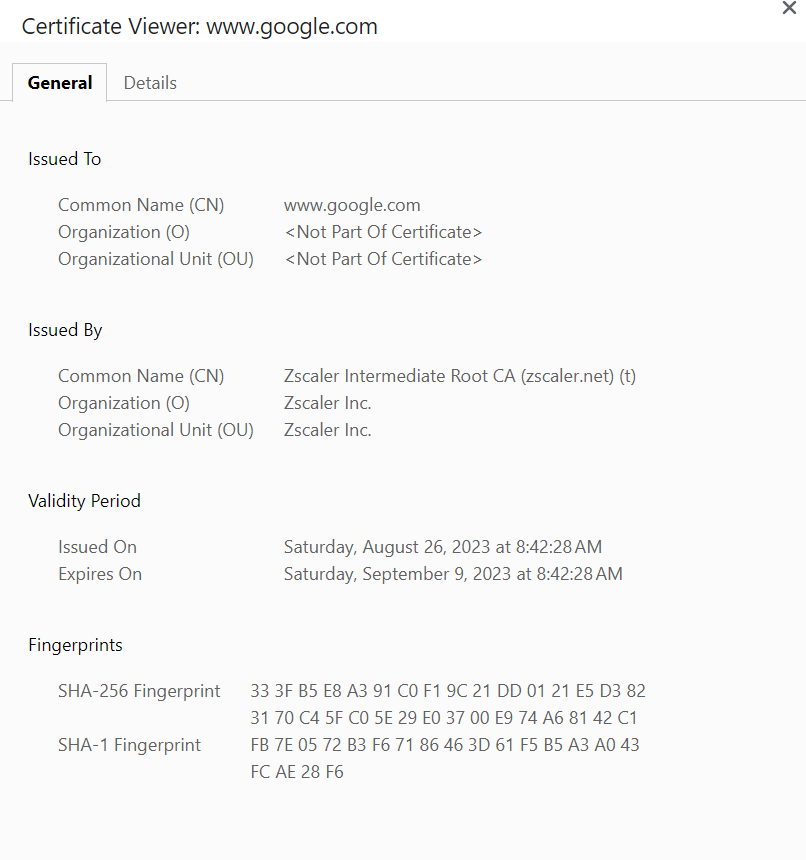 Certificate Viewer: www.google.com
General Details
Issued To
Common Name (CN) www.google.com
Organization (O) <Not Part Of Certificate>
Organizational Unit (OU) <Not Part Of Certificate>
Issued By
Common Name (CN) Zscaler Intermediate Root CA (zscaler.net) (t)
Organization (O) Zscaler Inc.
Organizational Unit (OU) Zscaler Inc.
Validity Period
Issued On Saturday, August 26, 2023 at 8:42:28 AM
Expires On Saturday, September 9, 2023 at 8:42:28 AM
Fingerprints
SHA-256 Fingerprint 33 3F B5 E8 A3 91 C0 F1 9C 21 DD 01 21 E5 D3 82
31 70 C4 5F C0 5E 29 E0 37 00 E9 74 A6 81 42 C1
SHA-1 Fingerprint FB 7E 05 72 B3 F6 71 86 46 3D 61 F5 B5 A3 A0 43
FC AE 28 F6